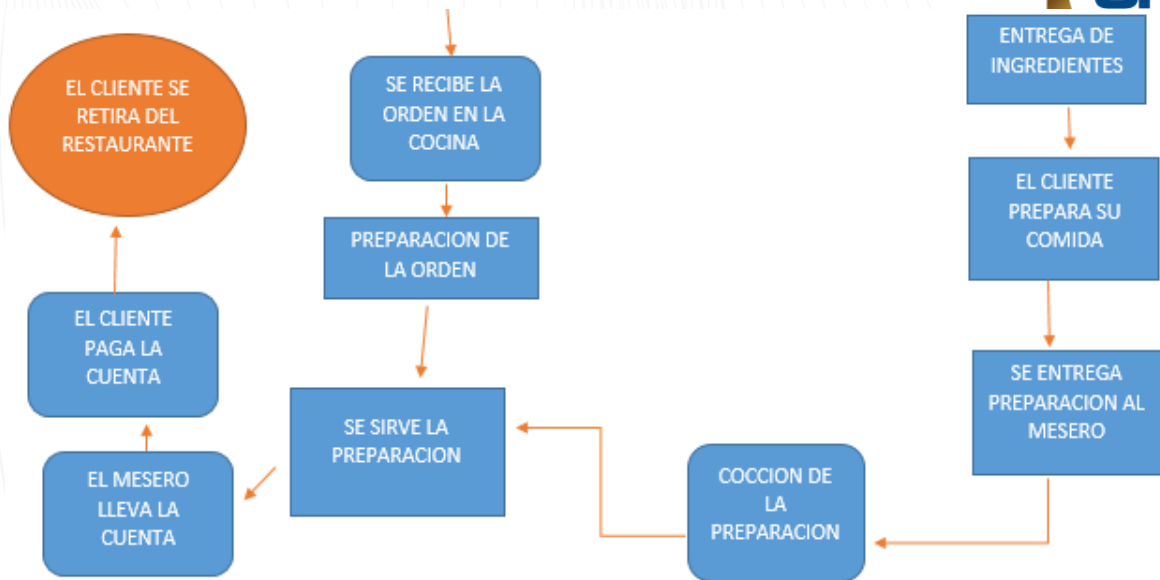 EL CLIENTE SE
RETIRA DEL
RESTAURANTE
SE RECIBE LA
ORDEN EN LA
COCINA
ENTREGA DE
INGREDIENTES
EL CLIENTE
PREPARA SU
COMIDA
PREPARACION DE
LA ORDEN
EL CLIENTE
PAGA LA
CUENTA
SE ENTREGA
PREPARACION AL
MESERO
SE SIRVE LA
PREPARACION
EL MESERO
LLEVA LA
CUENTA
COCCION DE
LA
PREPARACION